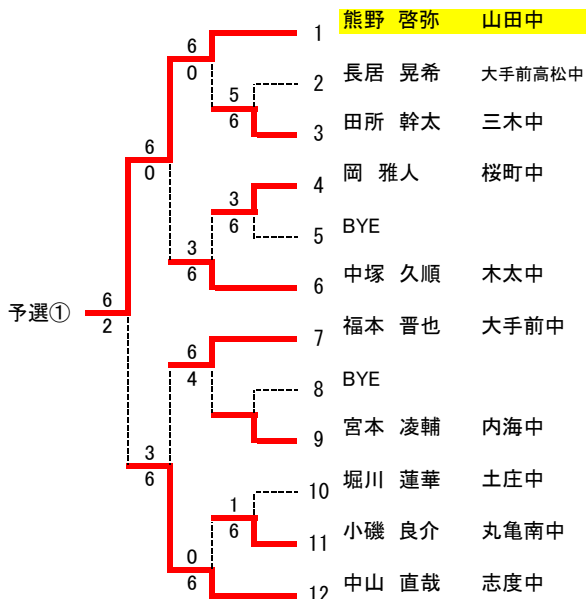 1 熊野 啓弥 山田中
6
0
2 長居 晃希 大手前高松中
5
6
3 田所 幹太 三木中
6
0
4 岡 雅人 桜町中
3
6
5 BYE
3
6
6 中塚 久順 木太中
予選① 6
2
7 福本 晋也 大手前中
6
4
8 BYE
9 宮本 凌輔 内海中
3
6
10 堀川 蓮華 土庄中
1
6
11 小磯 良介 丸亀南中
0
6
12 中山 直哉 志度中